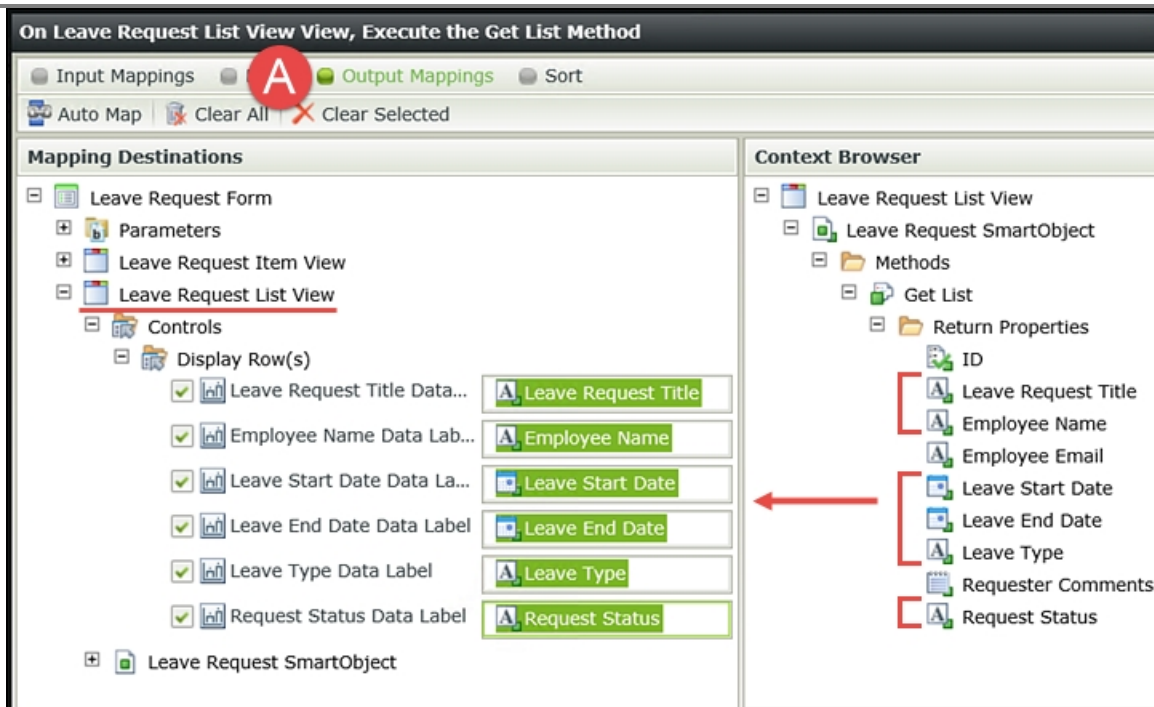 On Leave Request List View View, Execute the Get List Method
Input Mappings A Output Mappings Sort
Auto Map Clear All Clear Selected
Mapping Destinations
Leave Request Form
Parameters
Leave Request Item View
Leave Request List View
Controls
Display Row(s)
Leave Request Title Data... Leave Request Title
Employee Name Data Lab... Employee Name
Leave Start Date Data La... Leave Start Date
Leave End Date Data Label Leave End Date
Leave Type Data Label Leave Type
Request Status Data Label Request Status
Leave Request SmartObject
Context Browser
Leave Request List View
Leave Request SmartObject
Methods
Get List
Return Properties
ID
Leave Request Title
Employee Name
Employee Email
Leave Start Date
Leave End Date
Leave Type
Requester Comments
Request Status